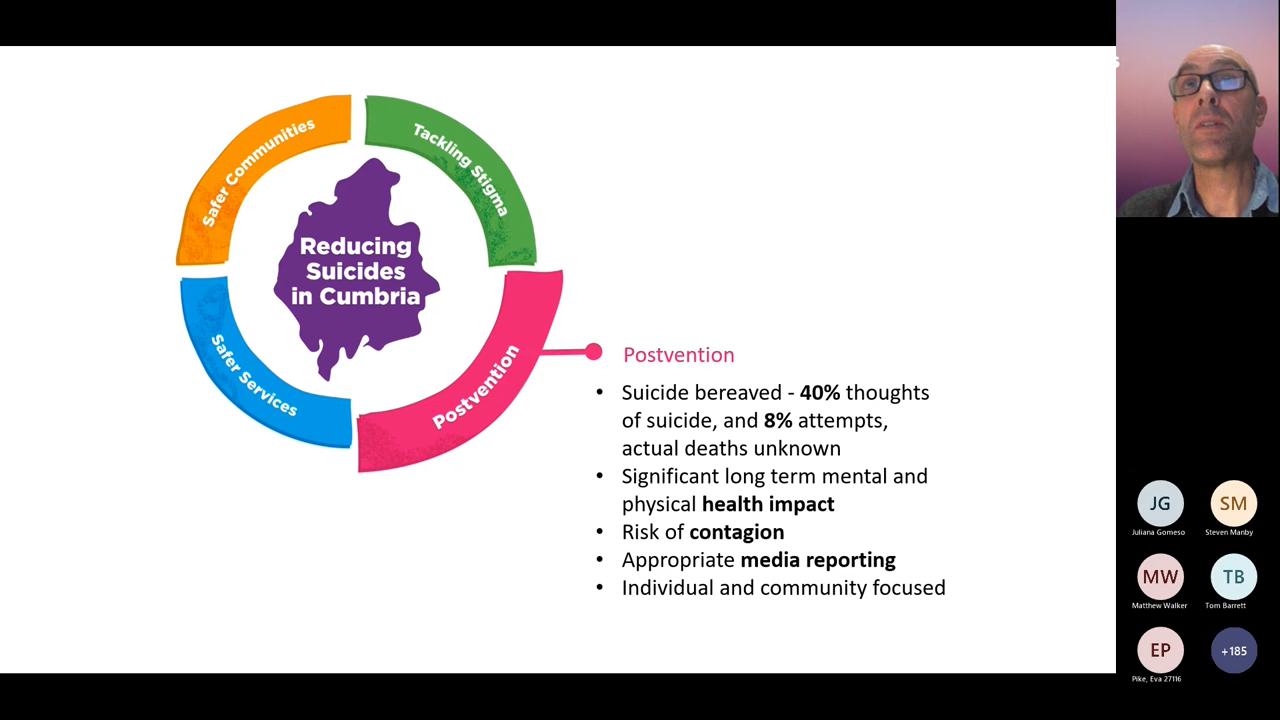 Safer Communities
Tackling Stigma
Reducing
Suicides
in Cumbria
Safer Services
Postvention
Postvention
• Suicide bereaved - 40% thoughts
of suicide, and 8% attempts,
actual deaths unknown
• Significant long term mental and
physical health impact
• Risk of contagion
• Appropriate media reporting
• Individual and community focused
s
JG
Juliana Gomeso
SM
Steven Manby
MW
Matthew Walker
TB
Tom Barrett
EP
Pike, Eva 27116
+185